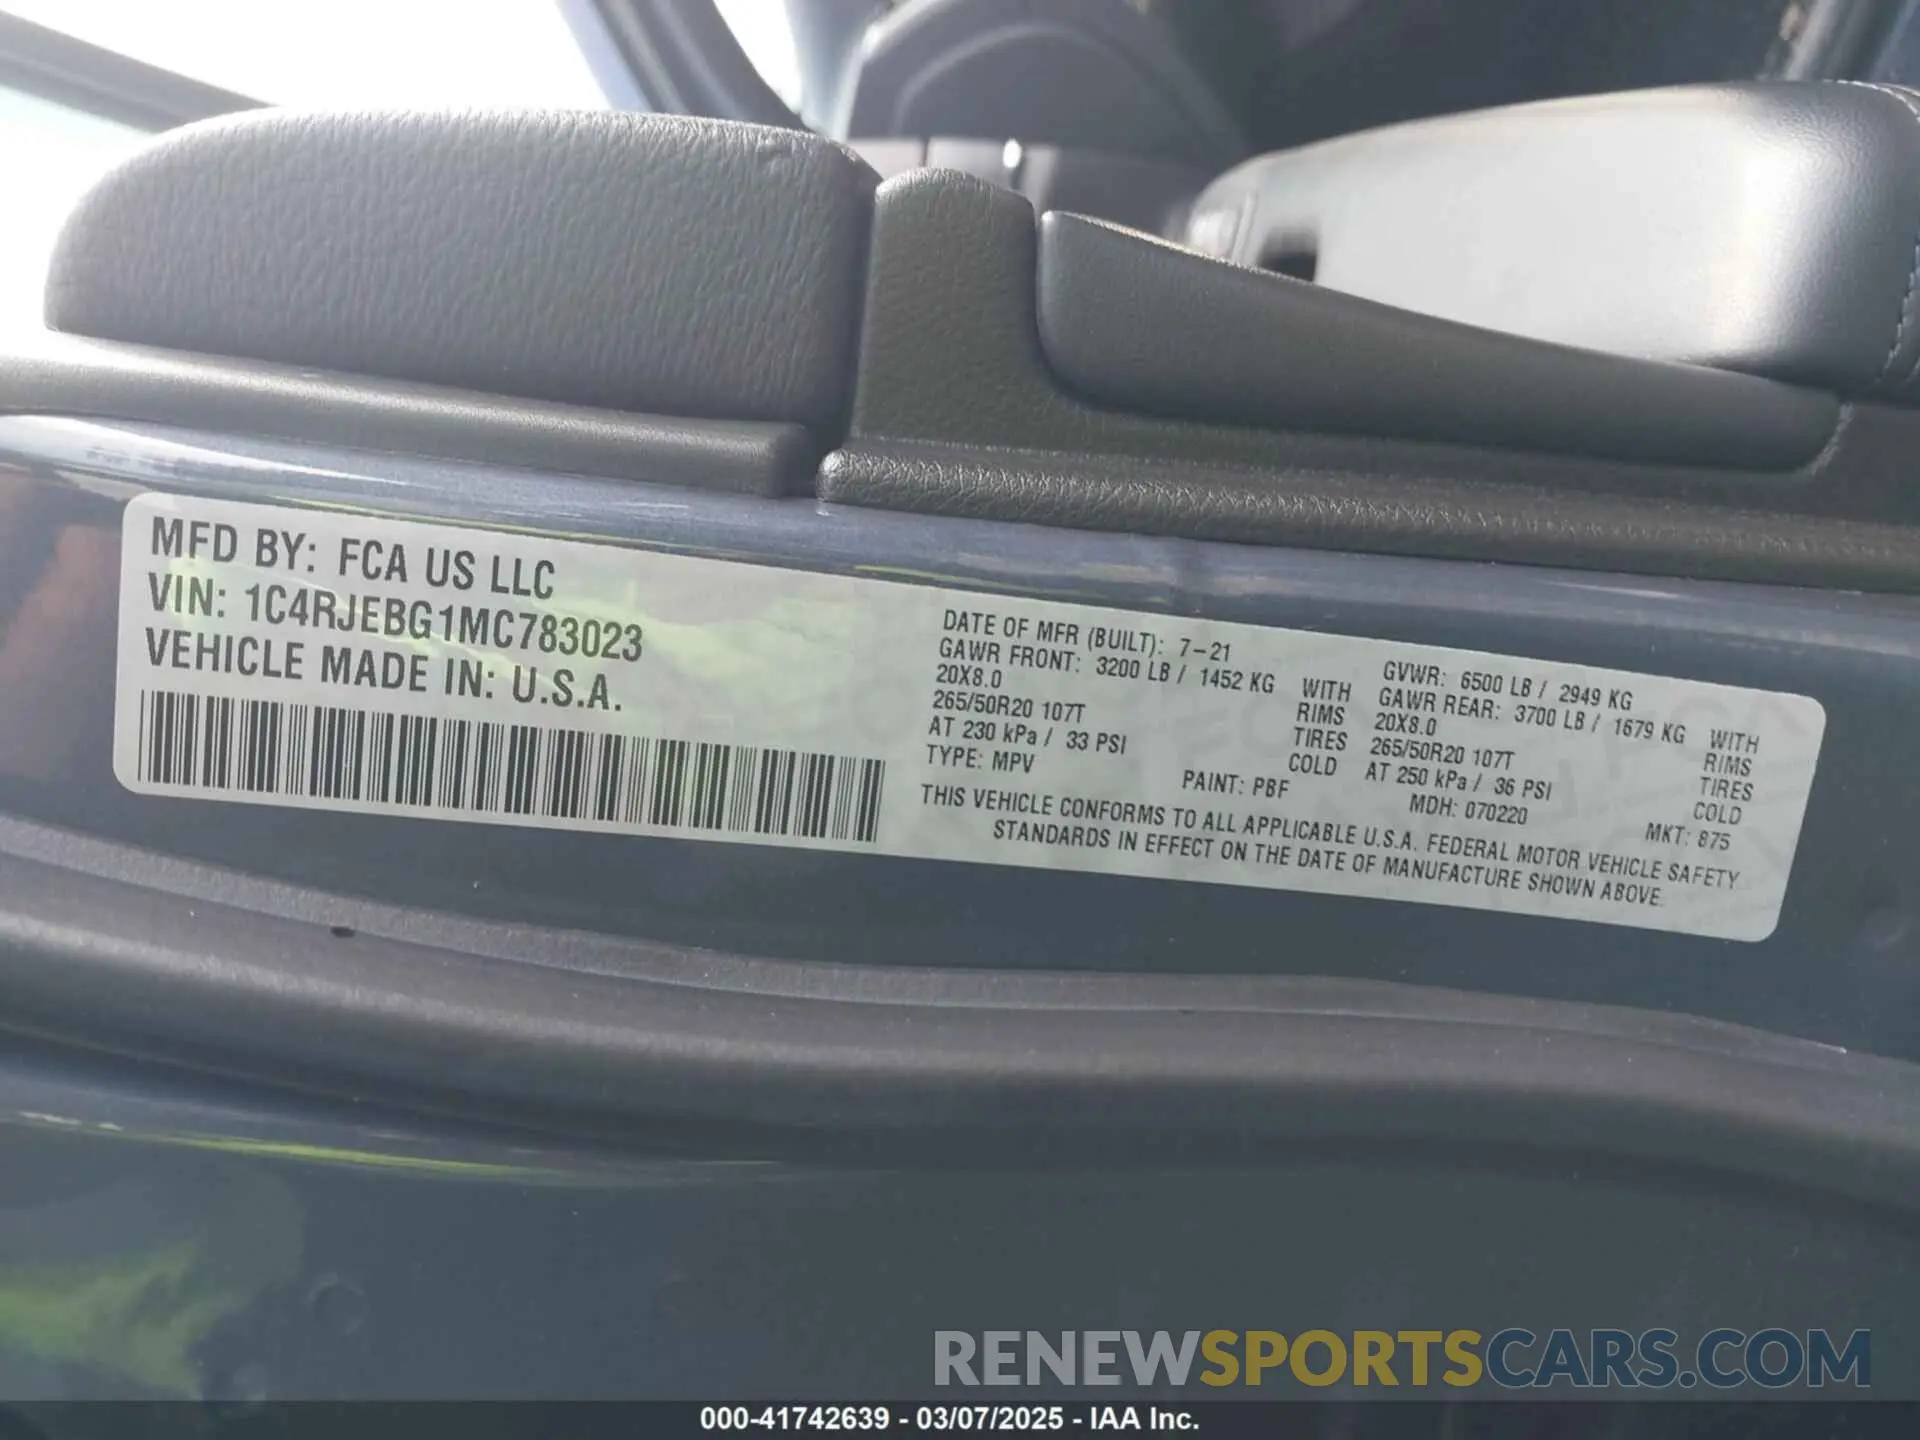 MFD BY: FCA US LLC
VIN: 1C4RJEBG1MC783023
VEHICLE MADE IN: U.S.A.
DATE OF MFR (BUILT): 7-21
GVWR: 6500 LB / 2949 KG
GAWR FRONT: 3200 LB / 1452 KG WITH
20X8.0 RIMS
265/50R20 107T TIRES
AT 230 kPa / 33 PSI COLD
GAWR REAR: 3700 LB / 1679 KG WITH
20X8.0 RIMS
265/50R20 107T TIRES
AT 250 kPa / 36 PSI COLD
TYPE: MPV PAINT: PBF MDH: 070220 MKT: 875
THIS VEHICLE CONFORMS TO ALL APPLICABLE U.S.A. FEDERAL MOTOR VEHICLE SAFETY
STANDARDS IN EFFECT ON THE DATE OF MANUFACTURE SHOWN ABOVE.
RENEWSPORTSCARS.COM
000-41742639 - 03/07/2025 - IAA Inc.